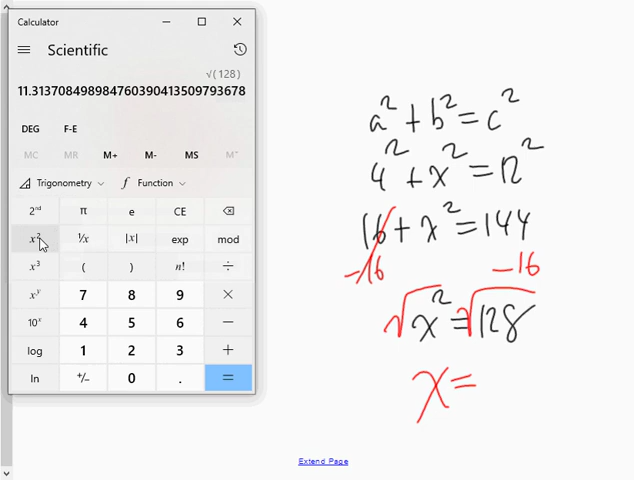 Calculator
Scientific
√(128)
11.313708498984760390413509793678
DEG F-E
MC MR M+ M- MS M˅
Trigonometry Function
2ⁿᵈ π e CE
x² ¹/x |x| exp mod
x³ ( ) n! ÷
xʸ 7 8 9 ×
10ˣ 4 5 6 −
log 1 2 3 +
ln +/- 0 . =
a² + b² = c²
4² + x² = 12²
16 + x² = 144
-16 -16
√x² = √128
x =
Extend Page